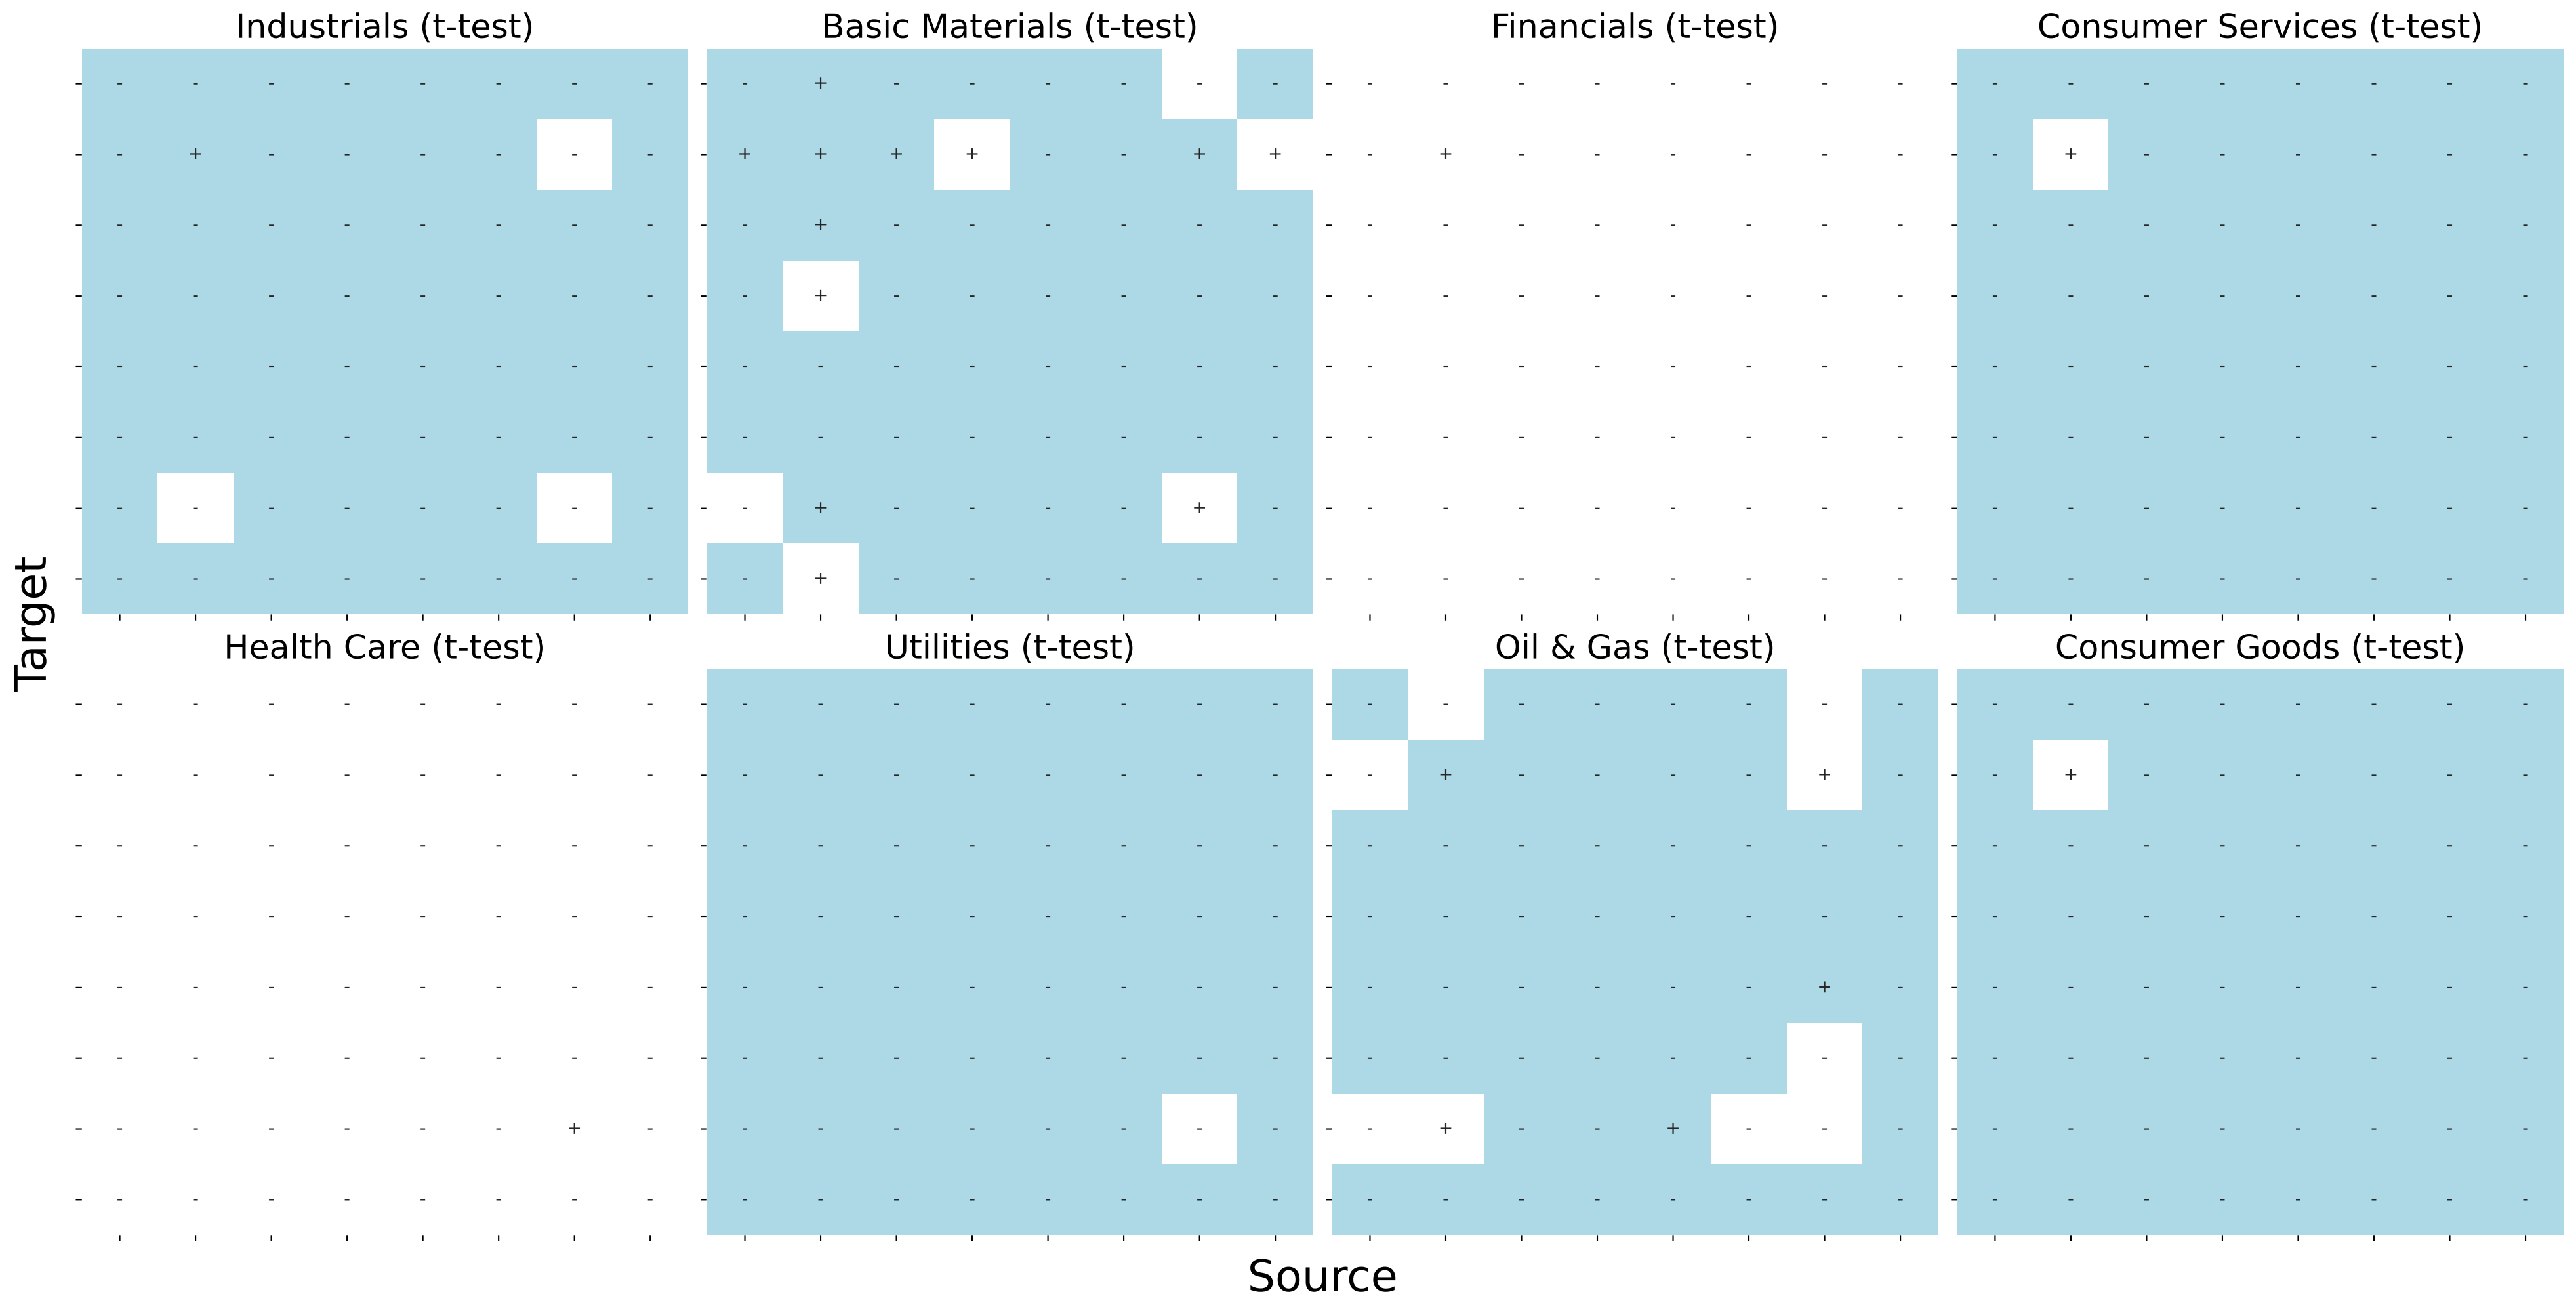 Industrials (t-test) Basic Materials (t-test) Financials (t-test) Consumer Services (t-test)
- - - - - - - - - + - - - - - - - - - - - - - - - - - - - - - -
- + - - - - - - + + + + - - + + - + - - - - - - - + - - - - - -
- - - - - - - - - + - - - - - - - - - - - - - - - - - - - - - -
- - - - - - - - - + - - - - - - - - - - - - - - - - - - - - - -
- - - - - - - - - - - - - - - - - - - - - - - - - - - - - - - -
- - - - - - - - - - - - - - - - - - - - - - - - - - - - - - - -
- - - - - - - - - + - - - - + - - - - - - - - - - - - - - - - -
- - - - - - - - - + - - - - - - - - - - - - - - - - - - - - - -
Target
Health Care (t-test) Utilities (t-test) Oil & Gas (t-test) Consumer Goods (t-test)
- - - - - - - - - - - - - - - - - - - - - - - - - - - - - - - -
- - - - - - - - - - - - - - - - - + - - - - + - - + - - - - - -
- - - - - - - - - - - - - - - - - - - - - - - - - - - - - - - -
- - - - - - - - - - - - - - - - - - - - - - - - - - - - - - - -
- - - - - - - - - - - - - - - - - - - - - - + - - - - - - - - -
- - - - - - - - - - - - - - - - - - - - - - - - - - - - - - - -
- - - - - - + - - - - - - - - - - + - - + - - - - - - - - - - -
- - - - - - - - - - - - - - - - - - - - - - - - - - - - - - - -
Source